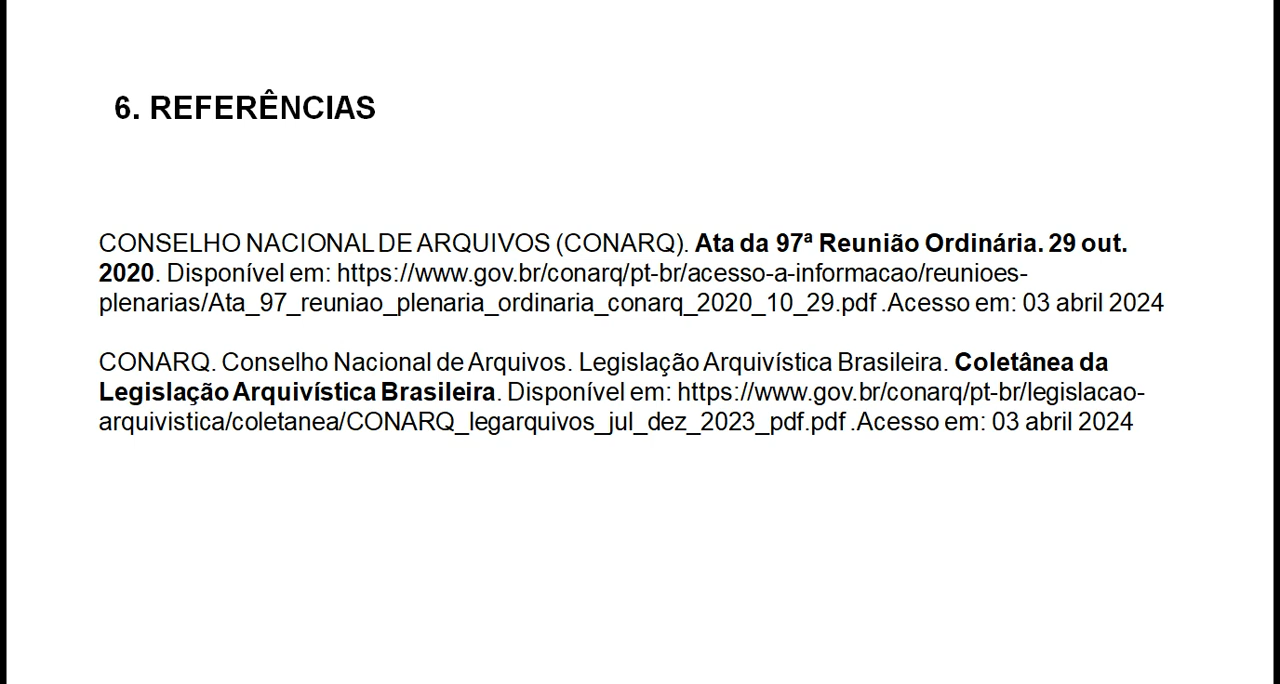 6. REFERÊNCIAS
CONSELHO NACIONAL DE ARQUIVOS (CONARQ). Ata da 97ª Reunião Ordinária. 29 out.
2020. Disponível em: https://www.gov.br/conarq/pt-br/acesso-a-informacao/reunioes-
plenarias/Ata_97_reuniao_plenaria_ordinaria_conarq_2020_10_29.pdf .Acesso em: 03 abril 2024
CONARQ. Conselho Nacional de Arquivos. Legislação Arquivística Brasileira. Coletânea da
Legislação Arquivística Brasileira. Disponível em: https://www.gov.br/conarq/pt-br/legislacao-
arquivistica/coletanea/CONARQ_legarquivos_jul_dez_2023_pdf.pdf .Acesso em: 03 abril 2024